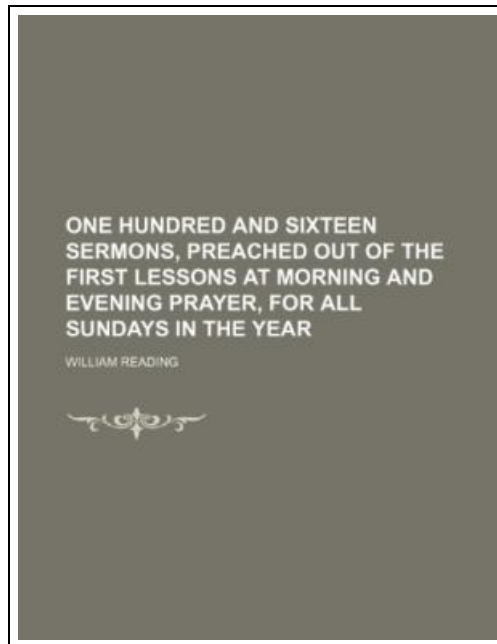 ONE HUNDRED AND SIXTEEN
SERMONS, PREACHED OUT OF THE
FIRST LESSONS AT MORNING AND
EVENING PRAYER, FOR ALL
SUNDAYS IN THE YEAR
WILLIAM READING